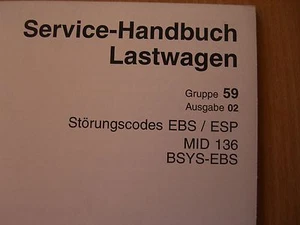 Service-Handbuch
Lastwagen
Gruppe 59
Ausgabe 02
Störungscodes EBS / ESP
MID 136
BSYS-EBS